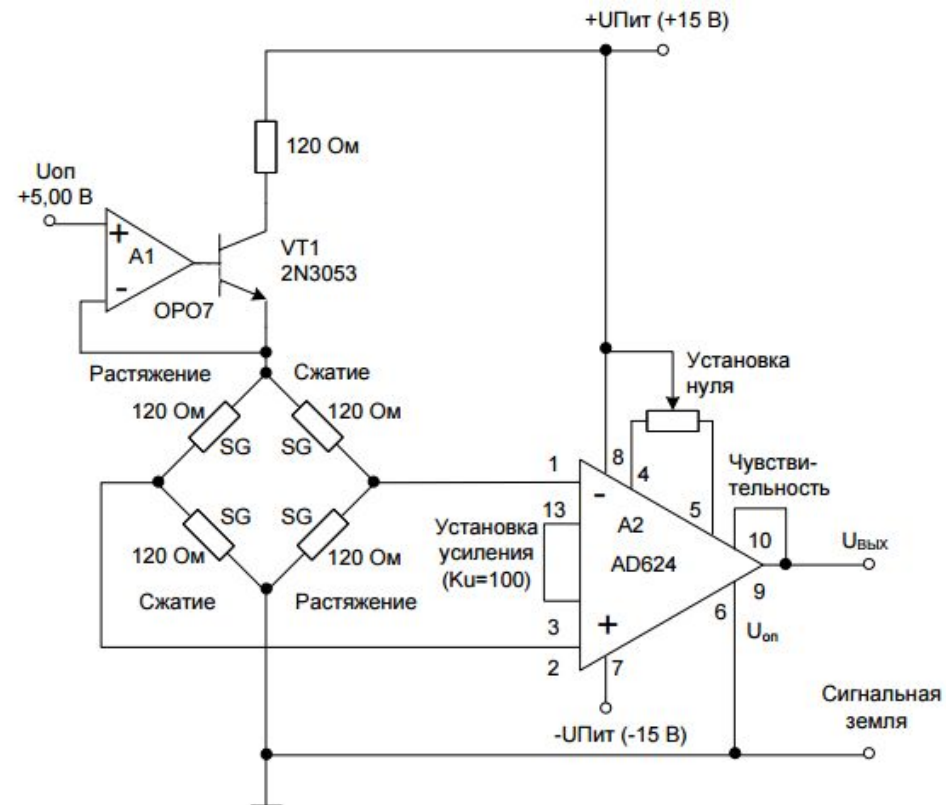 +UПит (+15 В)
120 Ом
Uоп
+5,00 В
+
A1
-
VT1
2N3053
OPO7
Растяжение
Сжатие
Установка
нуля
120 Ом
120 Ом
SG
SG
1
8
4
Чувстви-
тельность
13
-
5
SG
SG
Установка
усиления
(Ku=100)
A2
AD624
10
Uвых
120 Ом
120 Ом
9
Сжатие
Растяжение
3
+
6
Uоп
2
7
Сигнальная
земля
-UПит (-15 В)